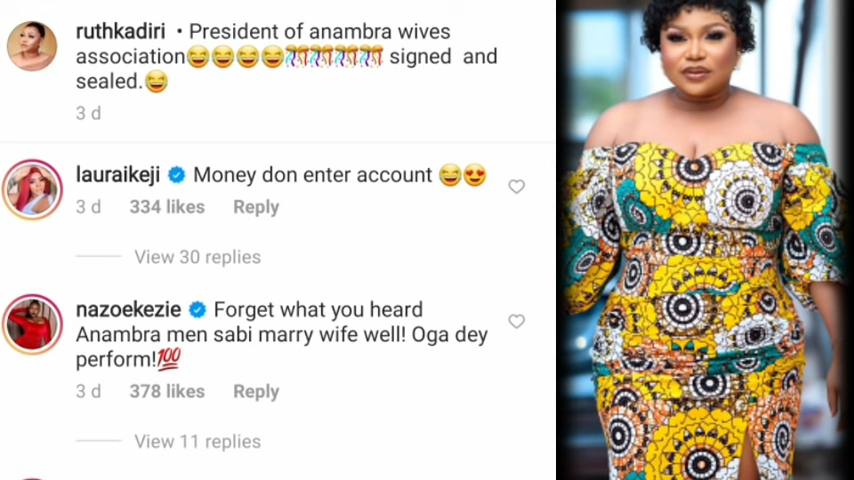 ruthkadiri • President of anambra wives
association😂😂😂😂🎊🎊🎊🎊 signed and
sealed.😂
3 d
lauraikeji Money don enter account 😂😍
3 d 334 likes Reply
View 30 replies
nazoekezie Forget what you heard
Anambra men sabi marry wife well! Oga dey
perform!💯
3 d 378 likes Reply
View 11 replies